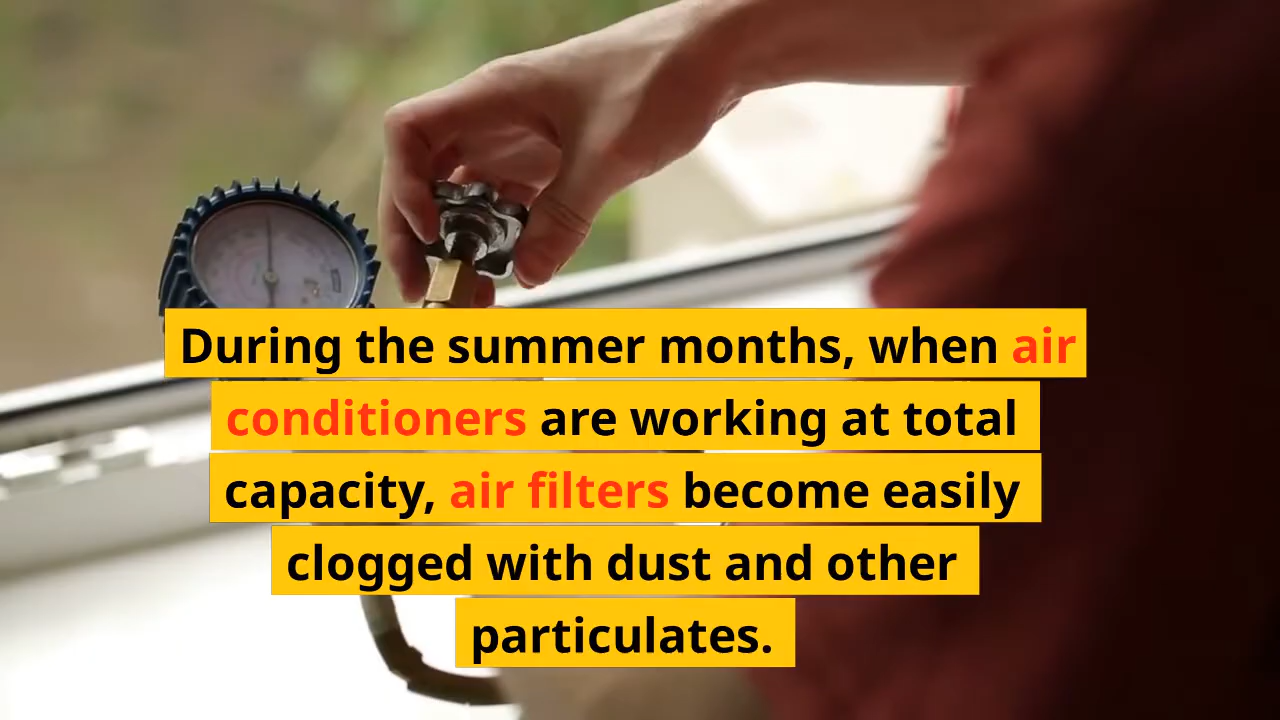 During the summer months, when air
conditioners are working at total
capacity, air filters become easily
clogged with dust and other
particulates.